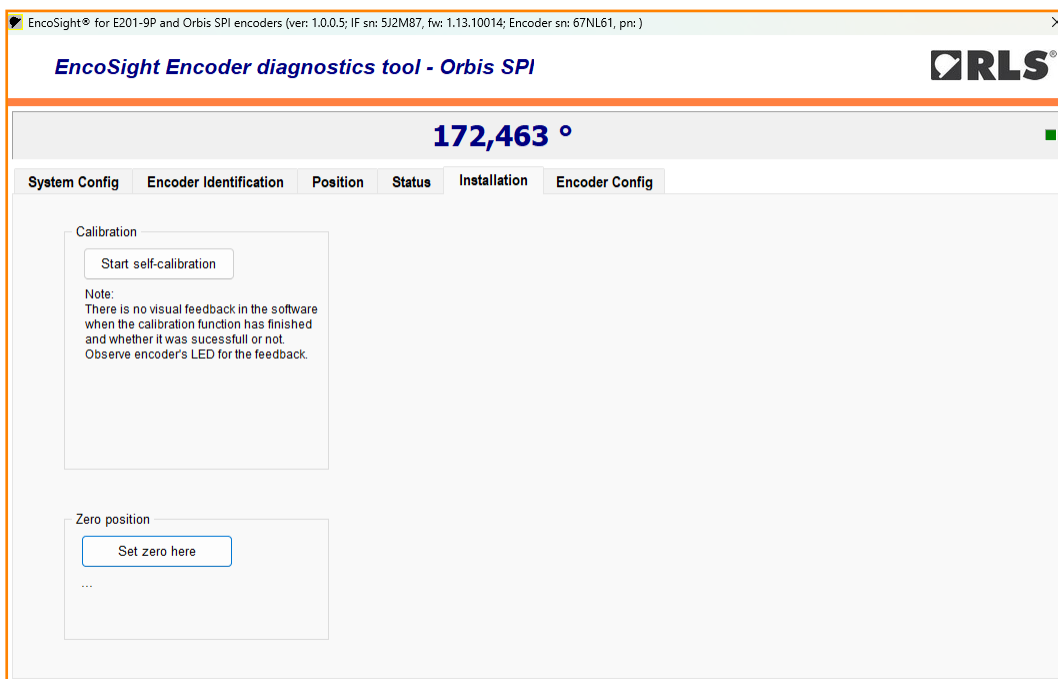 EncoSight® for E201-9P and Orbis SPI encoders (ver: 1.0.0.5; IF sn: 5J2M87, fw: 1.13.10014; Encoder sn: 67NL61, pn: )
EncoSight Encoder diagnostics tool - Orbis SPI
RLS®
172,463 °
System Config Encoder Identification Position Status Installation Encoder Config
Calibration
Start self-calibration
Note:
There is no visual feedback in the software
when the calibration function has finished
and whether it was sucessfull or not.
Observe encoder's LED for the feedback.
Zero position
Set zero here
...